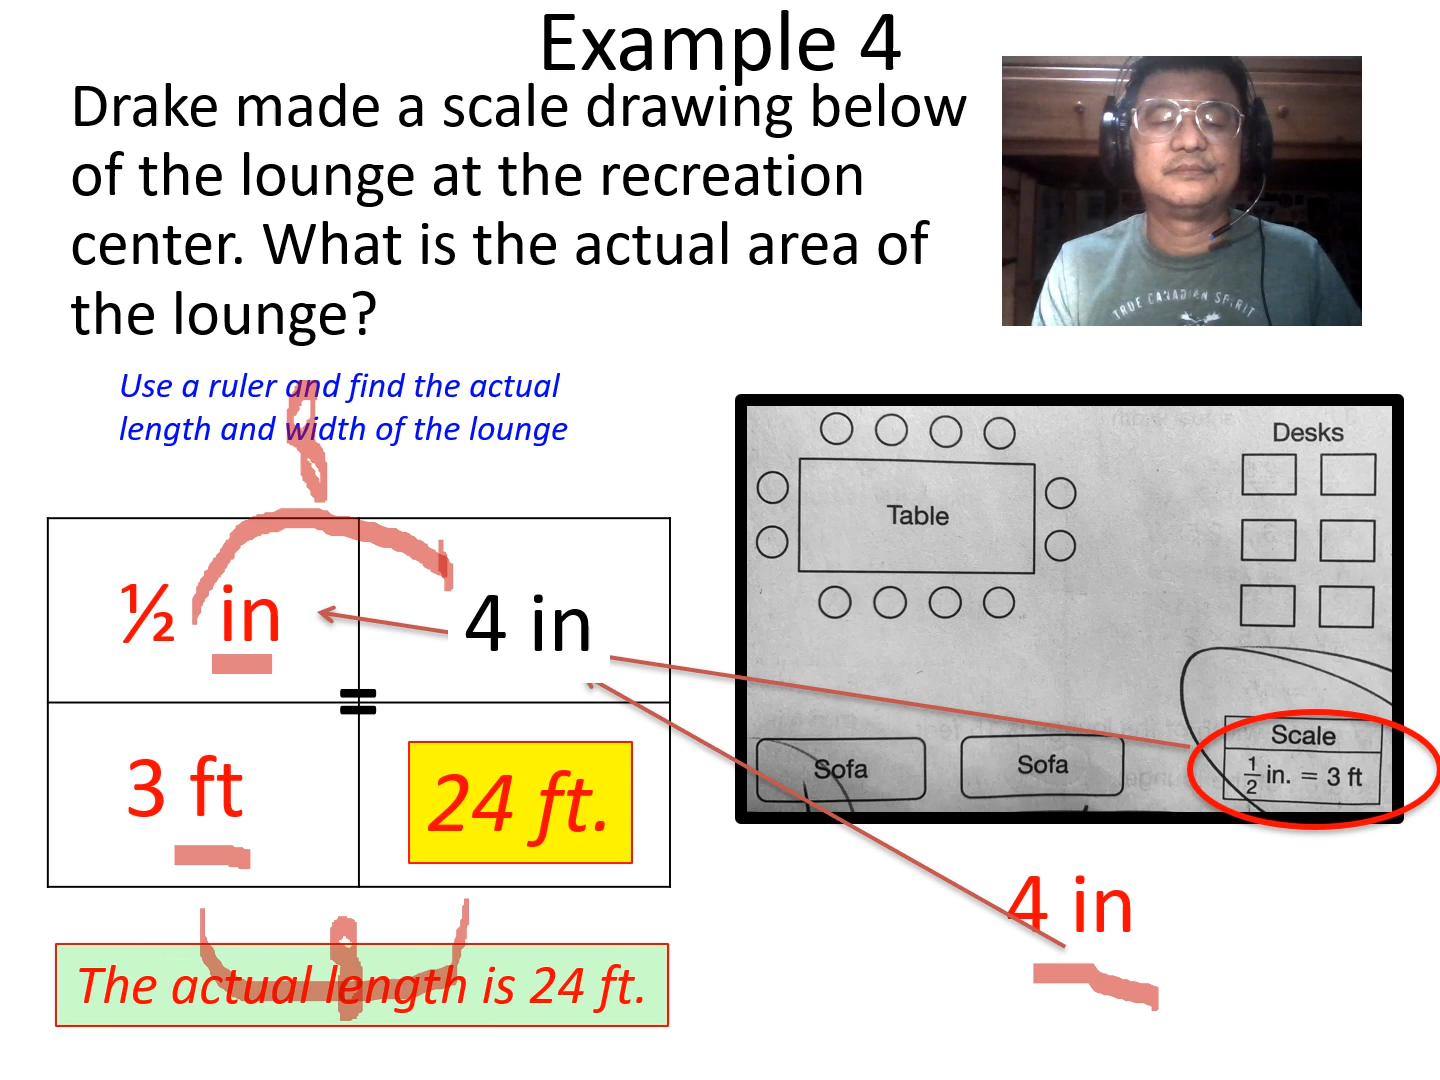 Example 4
Drake made a scale drawing below
of the lounge at the recreation
center. What is the actual area of
the lounge?
TRUE CANADIAN SPIRIT
Use a ruler and find the actual
length and width of the lounge
½ in
4 in
=
3 ft
24 ft.
The actual length is 24 ft.
Desks
Table
Sofa
Sofa
Scale
1/2 in. = 3 ft
4 in